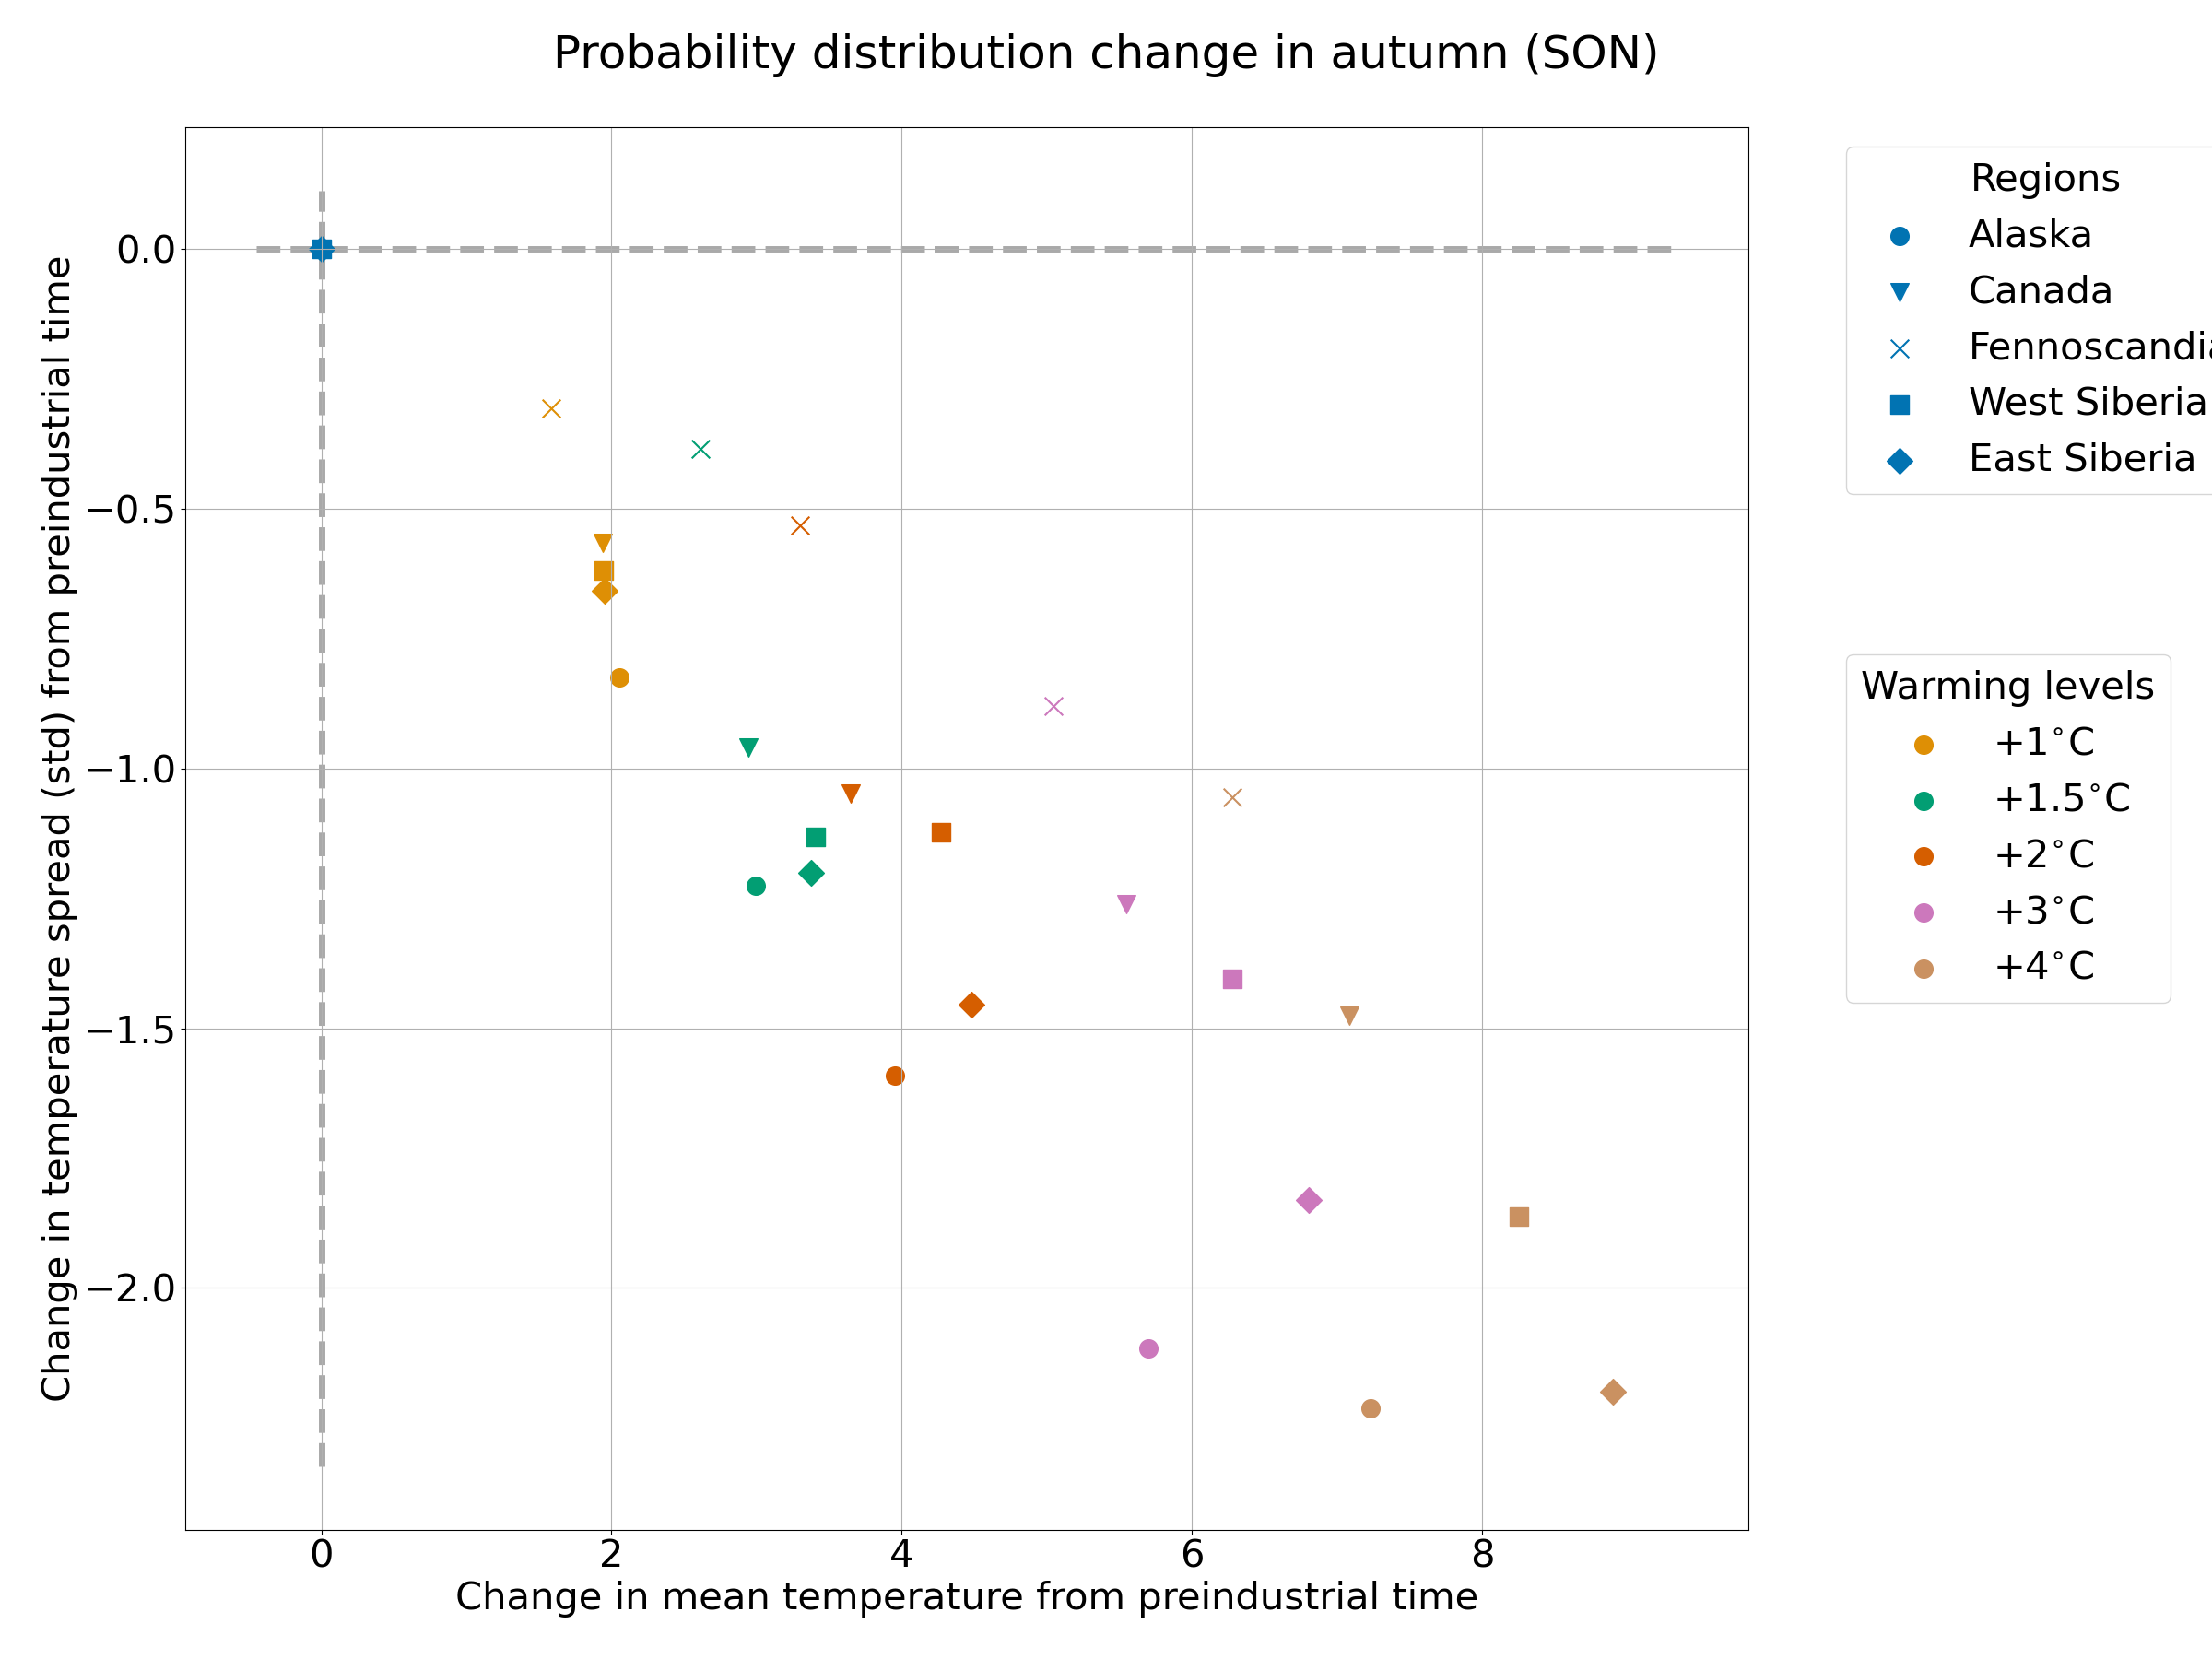 Probability distribution change in autumn (SON)
Change in temperature spread (std) from preindustrial time
0.0
−0.5
−1.0
−1.5
−2.0
0 2 4 6 8
Change in mean temperature from preindustrial time
Regions
Alaska
Canada
Fennoscandia
West Siberia
East Siberia
Warming levels
+1°C
+1.5°C
+2°C
+3°C
+4°C